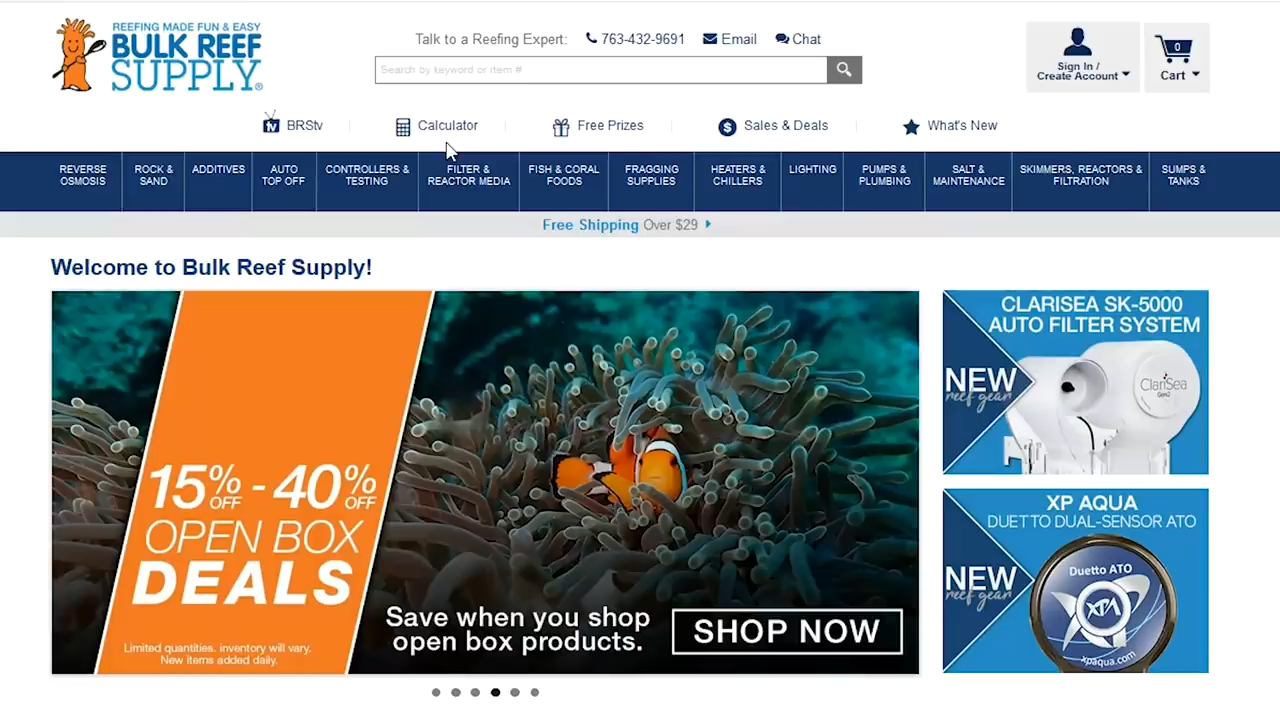 REEFING MADE FUN & EASY
BULK REEF
SUPPLY®
Talk to a Reefing Expert: 763-432-9691 Email Chat
Search by keyword or item #
Sign In /
Create Account
0
Cart
tv BRStv
Calculator
Free Prizes
$ Sales & Deals
What's New
REVERSE
OSMOSIS
ROCK &
SAND
ADDITIVES
AUTO
TOP OFF
CONTROLLERS &
TESTING
FILTER &
REACTOR MEDIA
FISH & CORAL
FOODS
FRAGGING
SUPPLIES
HEATERS &
CHILLERS
LIGHTING
PUMPS &
PLUMBING
SALT &
MAINTENANCE
SKIMMERS, REACTORS &
FILTRATION
SUMPS &
TANKS
Free Shipping Over $29
Welcome to Bulk Reef Supply!
15% OFF - 40% OFF
OPEN BOX
DEALS
Limited quantities. inventory will vary.
New items added daily.
Save when you shop
open box products.
SHOP NOW
CLARISEA SK-5000
AUTO FILTER SYSTEM
NEW
reef gear
ClariSea
Gen2
XP AQUA
DUETTO DUAL-SENSOR ATO
NEW
reef gear
Duetto ATO
XPA
xpaqua.com